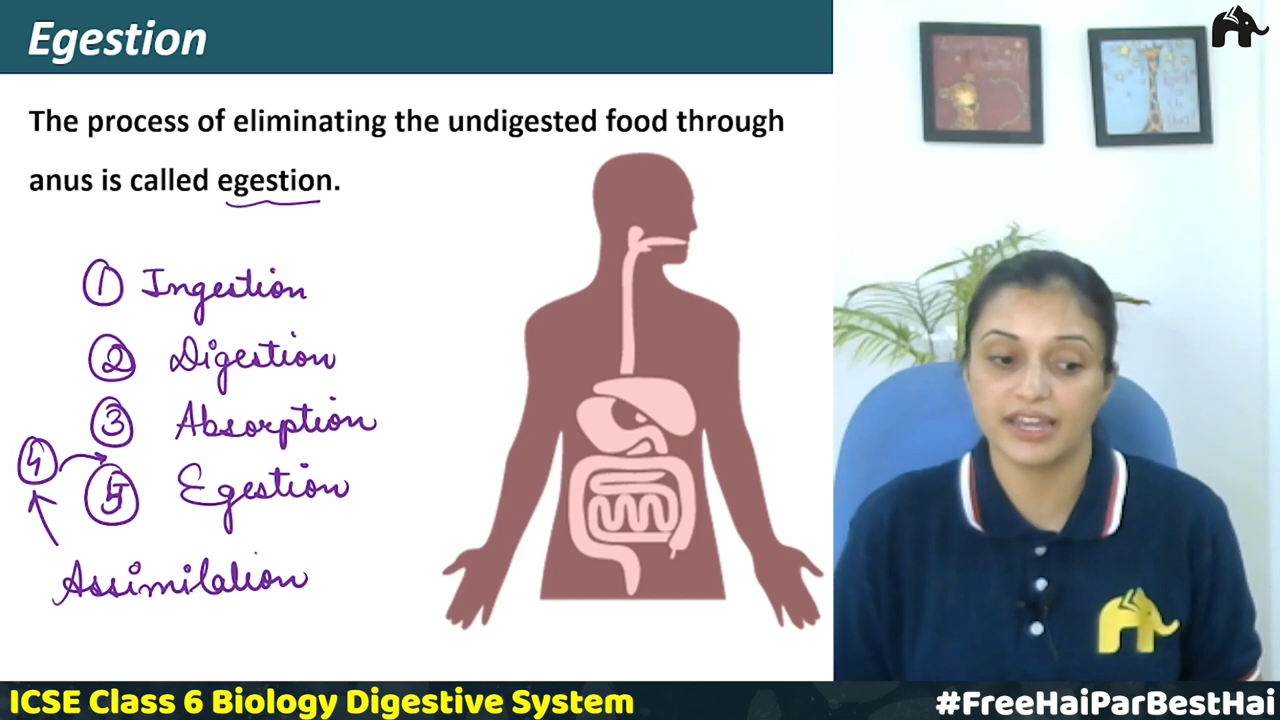 Egestion
The process of eliminating the undigested food through
anus is called egestion.
① Ingestion
② Digestion
③ Absorption
④
⑤ Egestion
Assimilation
ICSE Class 6 Biology Digestive System
#FreeHaiParBestHai